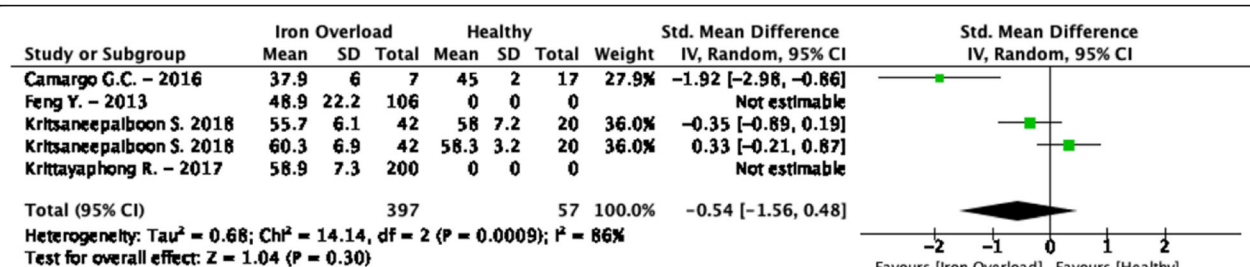 Iron Overload Healthy Std. Mean Difference Std. Mean Difference
Study or Subgroup Mean SD Total Mean SD Total Weight IV, Random, 95% CI IV, Random, 95% CI
Camargo G.C. – 2016 37.9 6 7 45 2 17 27.9% −1.92 [−2.98, −0.86]
Feng Y. – 2013 48.9 22.2 106 0 0 0 Not estimable
Kritsaneepaiboon S. 2018 55.7 6.1 42 58 7.2 20 36.0% −0.35 [−0.89, 0.19]
Kritsaneepaiboon S. 2018 60.3 6.9 42 58.3 3.2 20 36.0% 0.33 [−0.21, 0.87]
Krittayaphong R. – 2017 58.9 7.3 200 0 0 0 Not estimable
Total (95% CI) 397 57 100.0% −0.54 [−1.56, 0.48]
Heterogeneity: Tau² = 0.68; Chi² = 14.14, df = 2 (P = 0.0009); I² = 86%
Test for overall effect: Z = 1.04 (P = 0.30)
−2 −1 0 1 2
Favours [Iron Overload] Favours [Healthy]